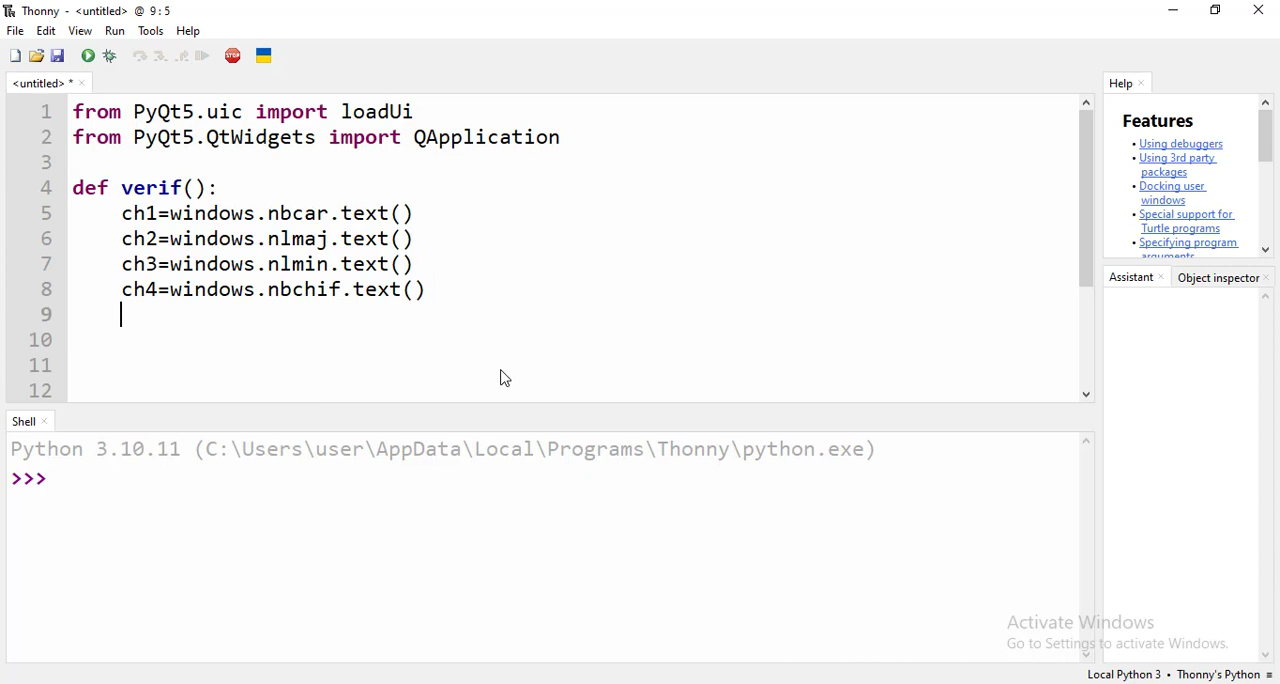 Thonny - <untitled> @ 9:5
File Edit View Run Tools Help
STOP
<untitled> *
Help
1 from PyQt5.uic import loadUi
2 from PyQt5.QtWidgets import QApplication
3
4 def verif():
5 ch1=windows.nbcar.text()
6 ch2=windows.nlmaj.text()
7 ch3=windows.nlmin.text()
8 ch4=windows.nbchif.text()
9
10
11
12
Features
• Using debuggers
• Using 3rd party
packages
• Docking user
windows
• Special support for
Turtle programs
• Specifying program
arguments
Assistant Object inspector
Shell
Python 3.10.11 (C:\Users\user\AppData\Local\Programs\Thonny\python.exe)
>>>
Activate Windows
Go to Settings to activate Windows.
Local Python 3 • Thonny's Python ≡